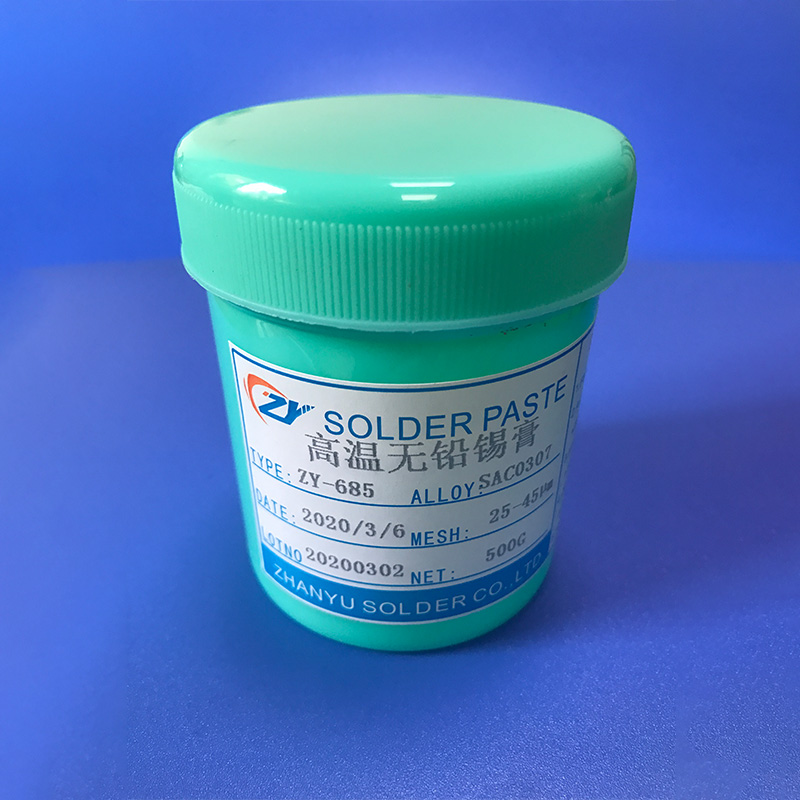 ZY SOLDER PASTE
高温无铅锡膏
TYPE: ZY-685 ALLOY: SAC0307
DATE: 2020/3/6 MESH: 25-45μm
LOTNO 20200302 NET: 500G
ZHANYU SOLDER CO.,LTD